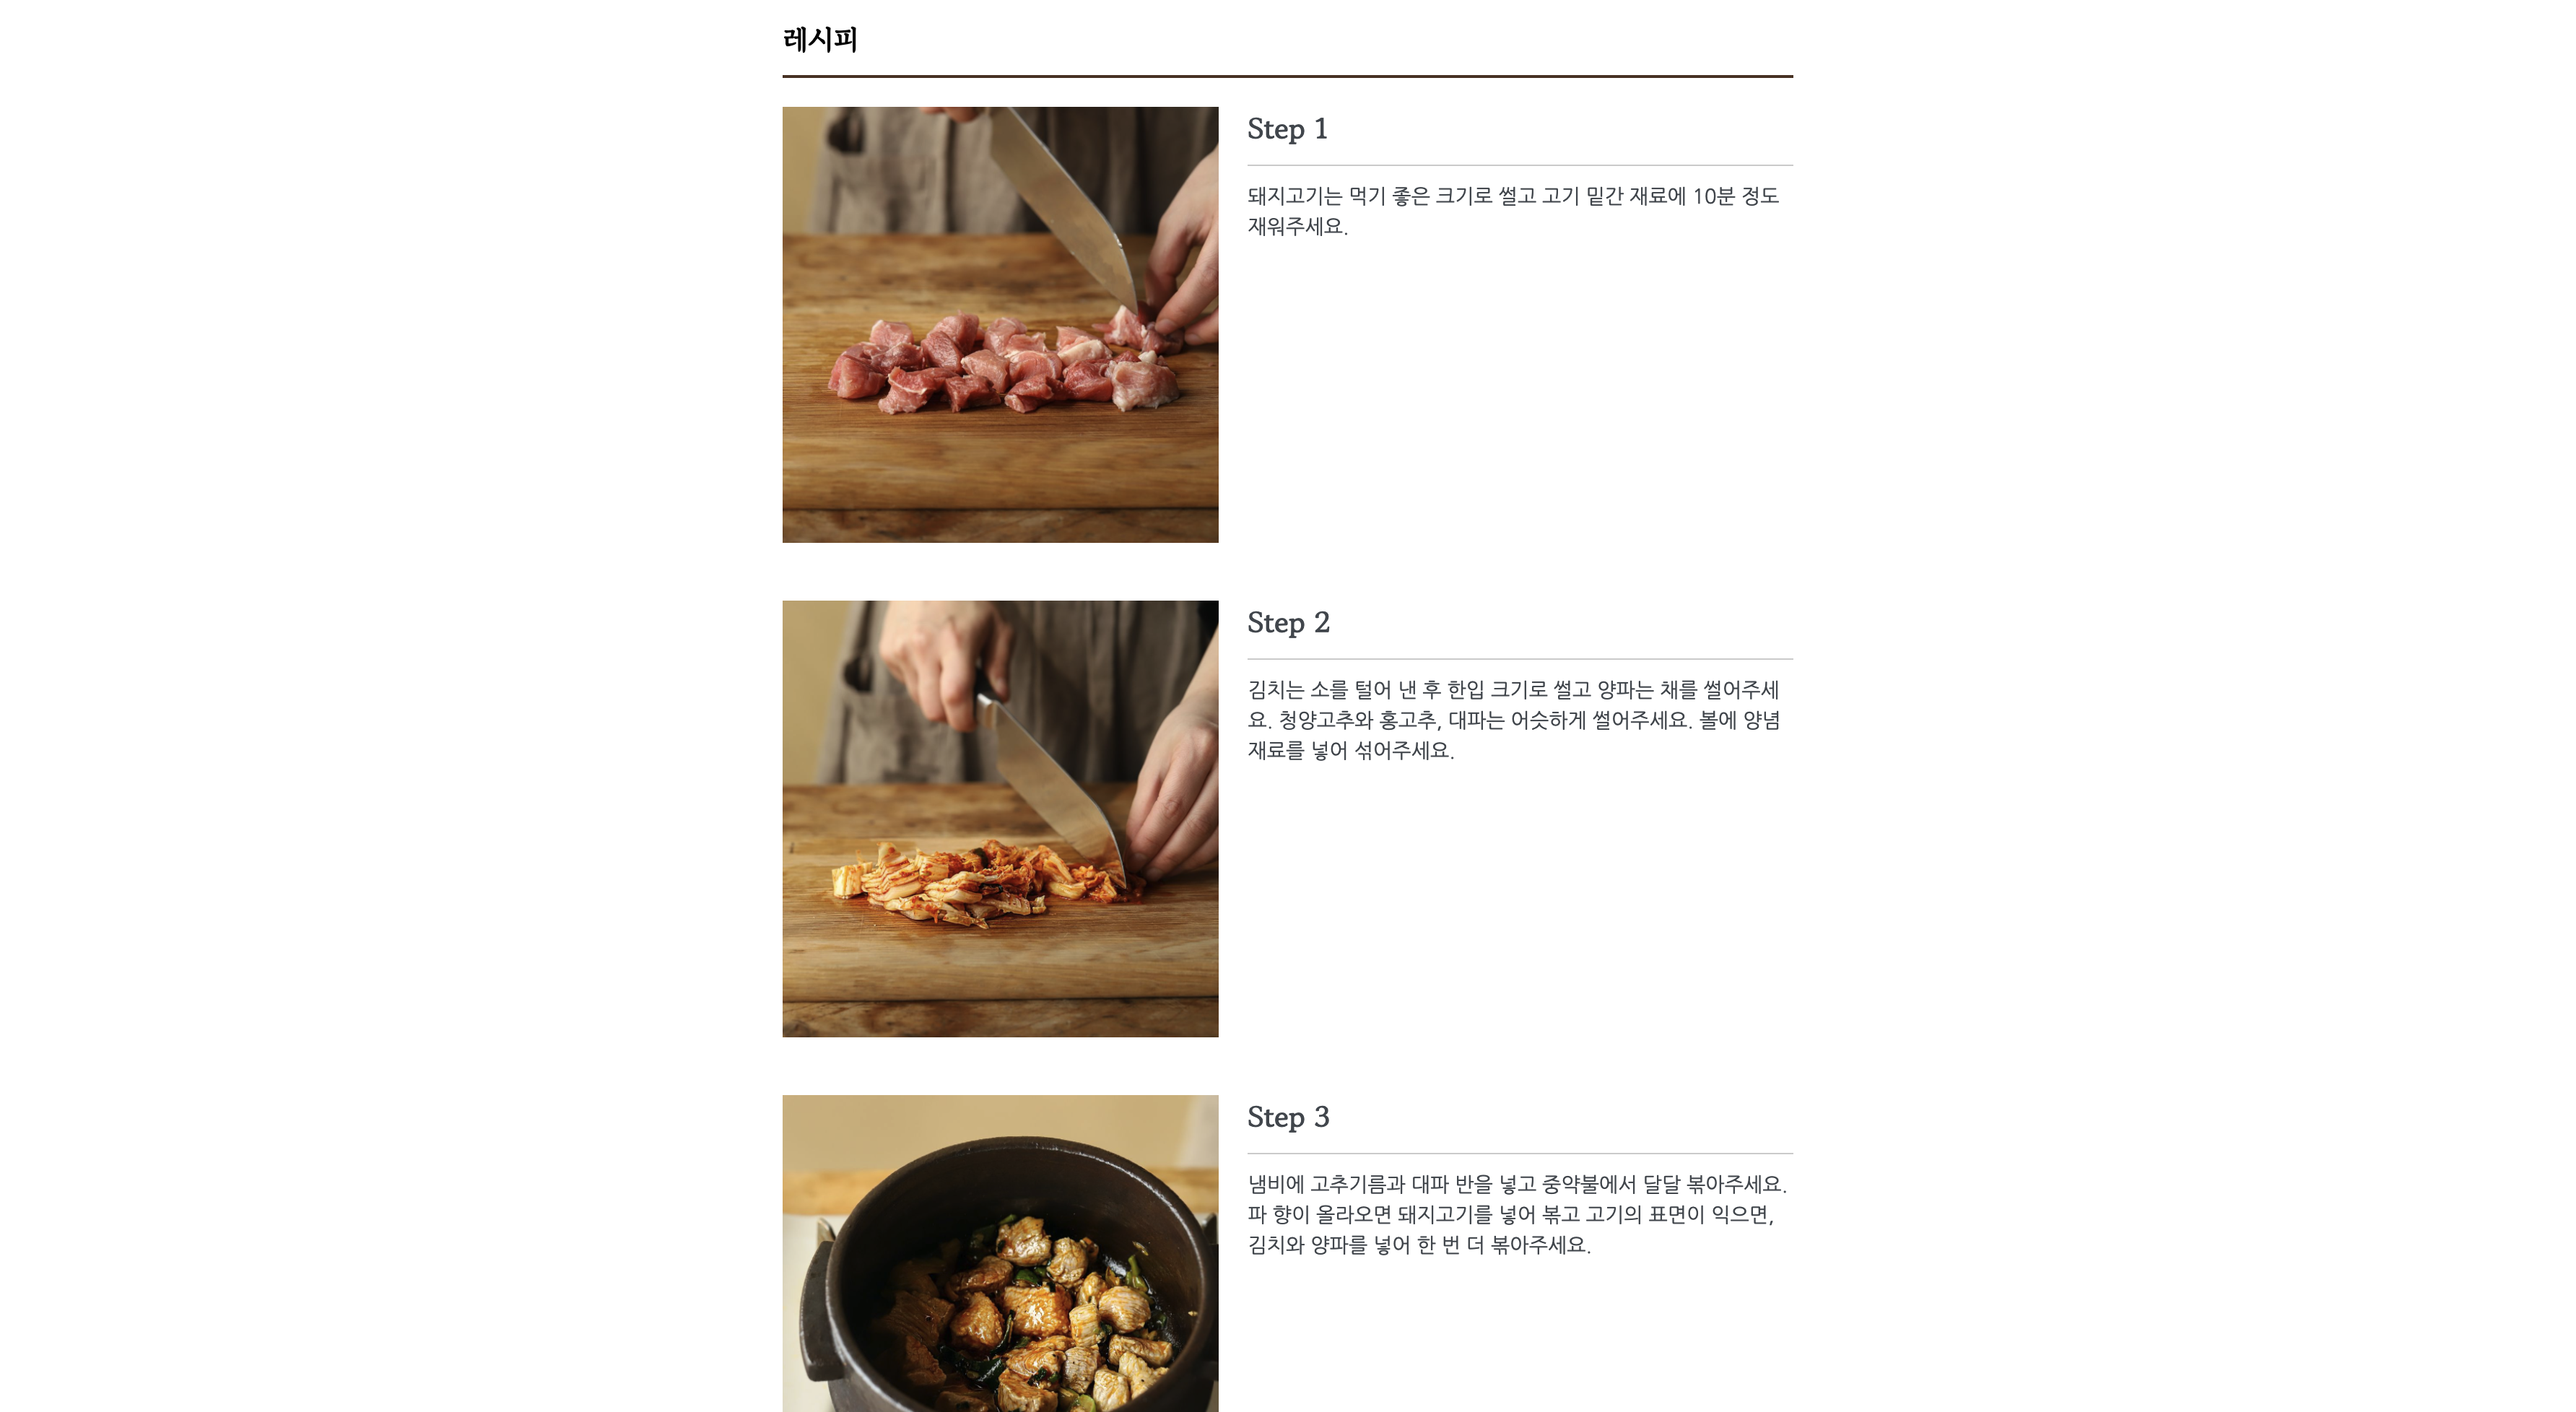 레시피
Step 1
돼지고기는 먹기 좋은 크기로 썰고 고기 밑간 재료에 10분 정도
재워주세요.
Step 2
김치는 소를 털어 낸 후 한입 크기로 썰고 양파는 채를 썰어주세
요. 청양고추와 홍고추, 대파는 어슷하게 썰어주세요. 볼에 양념
재료를 넣어 섞어주세요.
Step 3
냄비에 고추기름과 대파 반을 넣고 중약불에서 달달 볶아주세요.
파 향이 올라오면 돼지고기를 넣어 볶고 고기의 표면이 익으면,
김치와 양파를 넣어 한 번 더 볶아주세요.